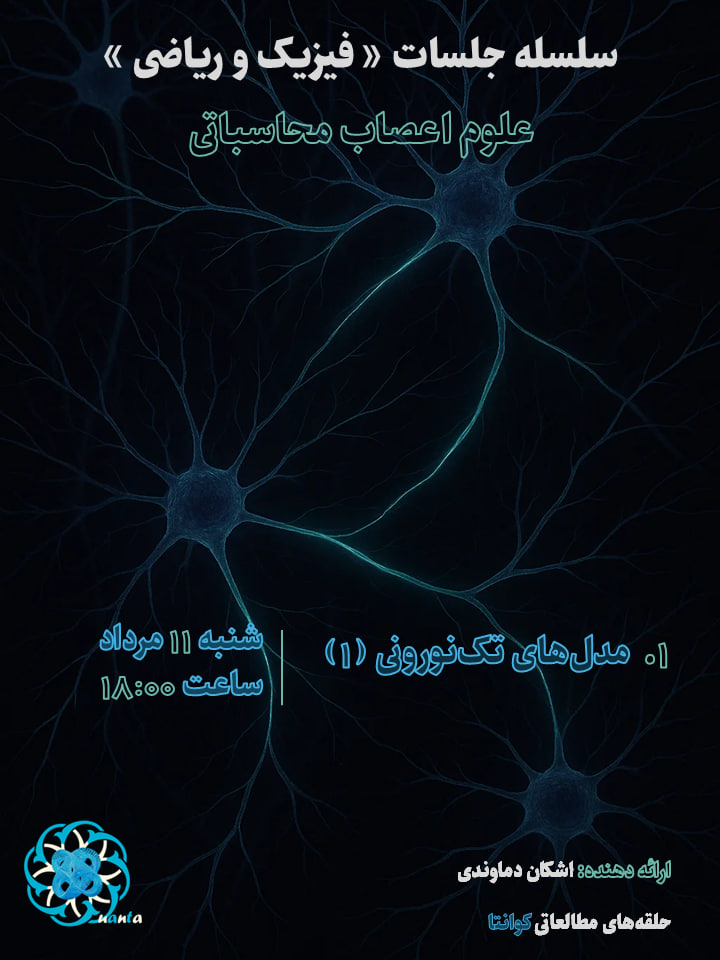 سلسله جلسات « فیزیک و ریاضی »
علوم اعصاب محاسباتی
۰۱ مدل‌های تک‌نورونی (۱)
شنبه ۱۱ مرداد
ساعت ۱۸:۰۰
ارائه دهنده: اشکان دماوندی
حلقه‌های مطالعاتی کوانتا
uanta